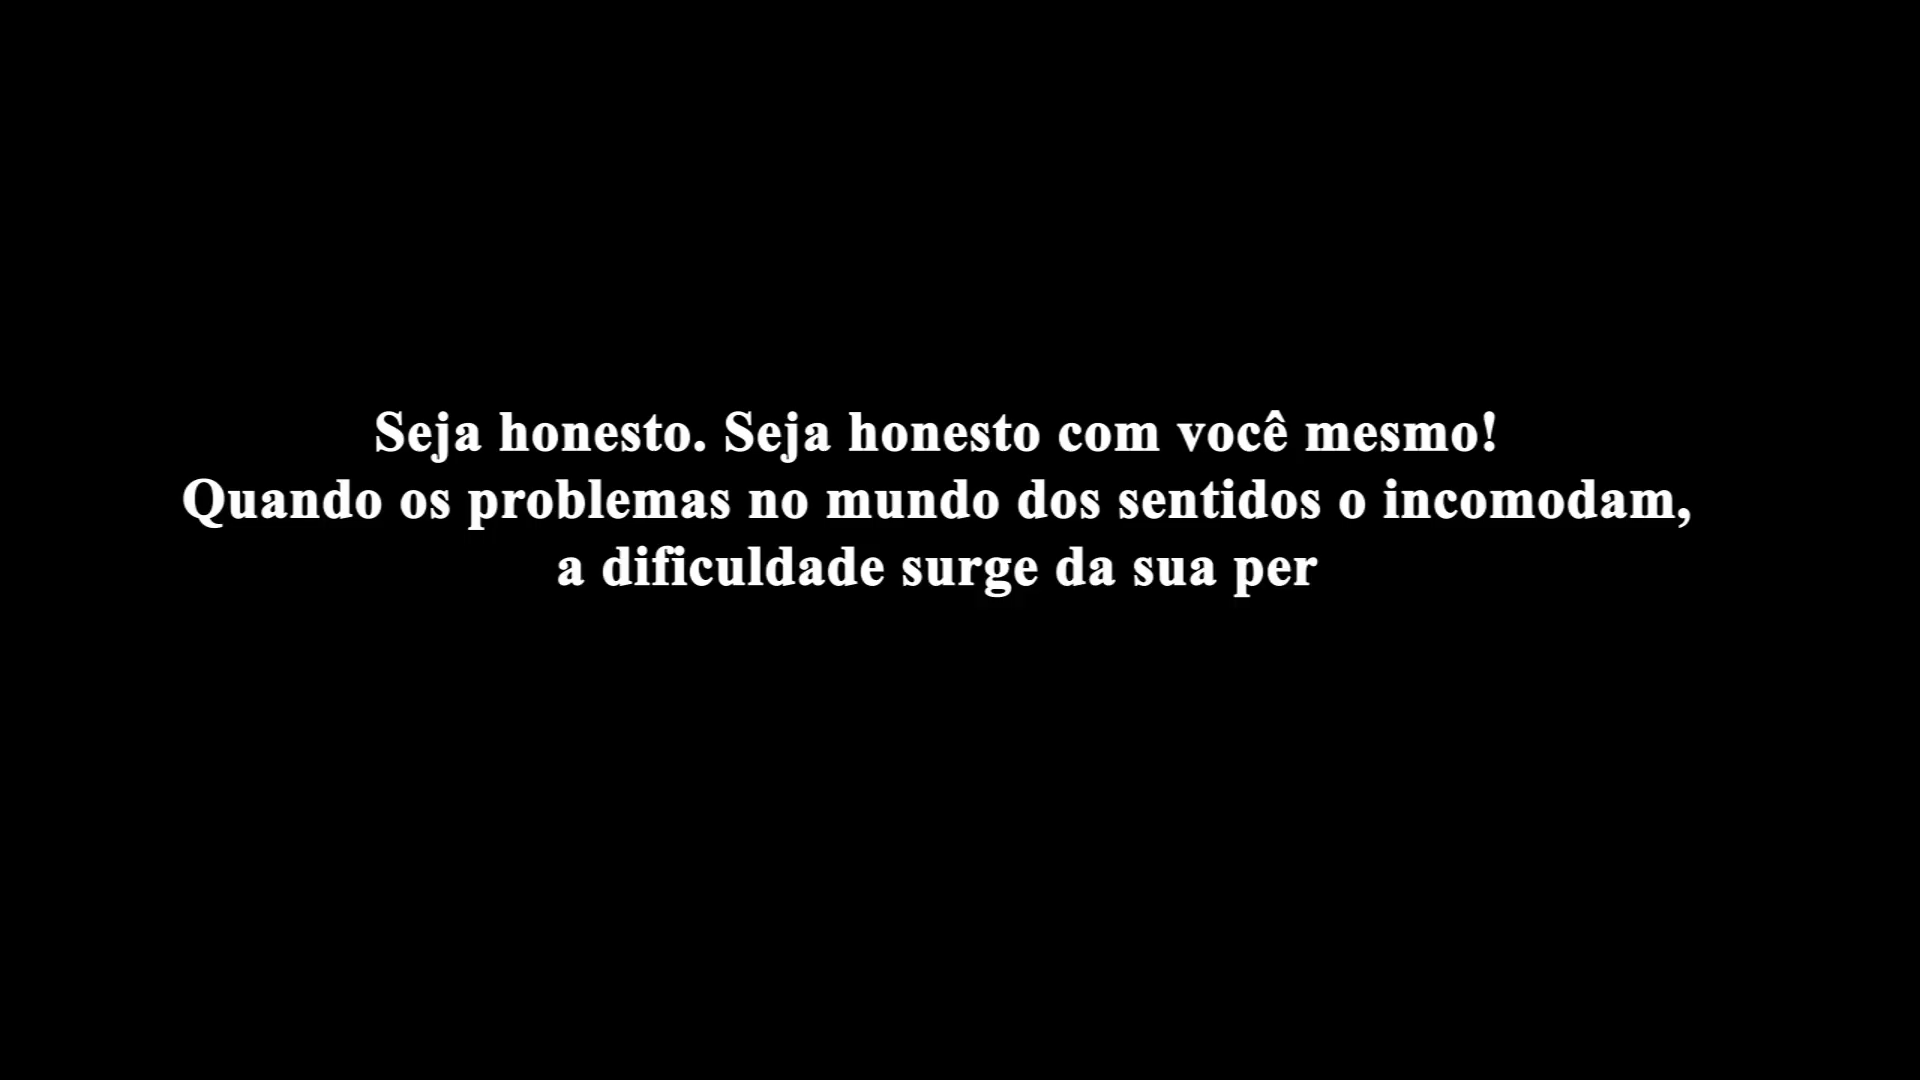 Seja honesto. Seja honesto com você mesmo!
Quando os problemas no mundo dos sentidos o incomodam,
a dificuldade surge da sua per